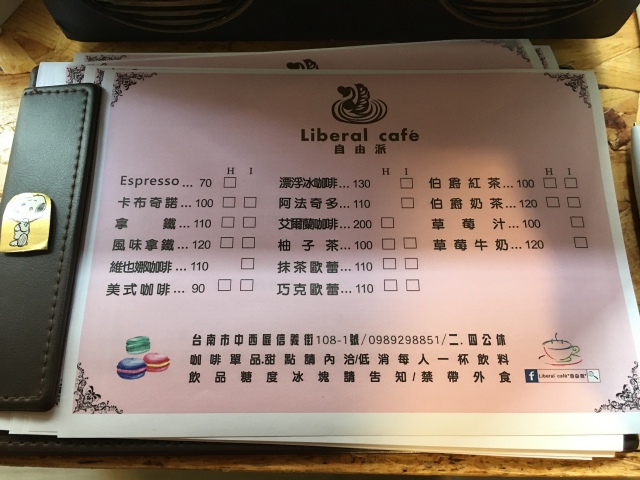 Liberal café
自由派
H I
Espresso... 70 □
卡布奇諾...100 □ □
拿鐵...110 □ □
風味拿鐵...120 □ □
維也娜咖啡...110 □
美式咖啡... 90 □ □
H I
漂浮冰咖啡...130 □
阿法奇多...110 □
艾爾蘭咖啡...200 □
柚子茶...110 □ □
抹茶歐蕾...110 □ □
巧克歐蕾...110 □ □
H I
伯爵紅茶...100 □ □
伯爵奶茶...120 □ □
草莓汁...100 □
草莓牛奶...120 □
台南市中西區信義街108-1號/0989298851/二.四公休
咖啡單品.甜點請內洽/低消每人一杯飲料
飲品糖度冰塊請告知/禁帶外食
f Liberal café"自由派"